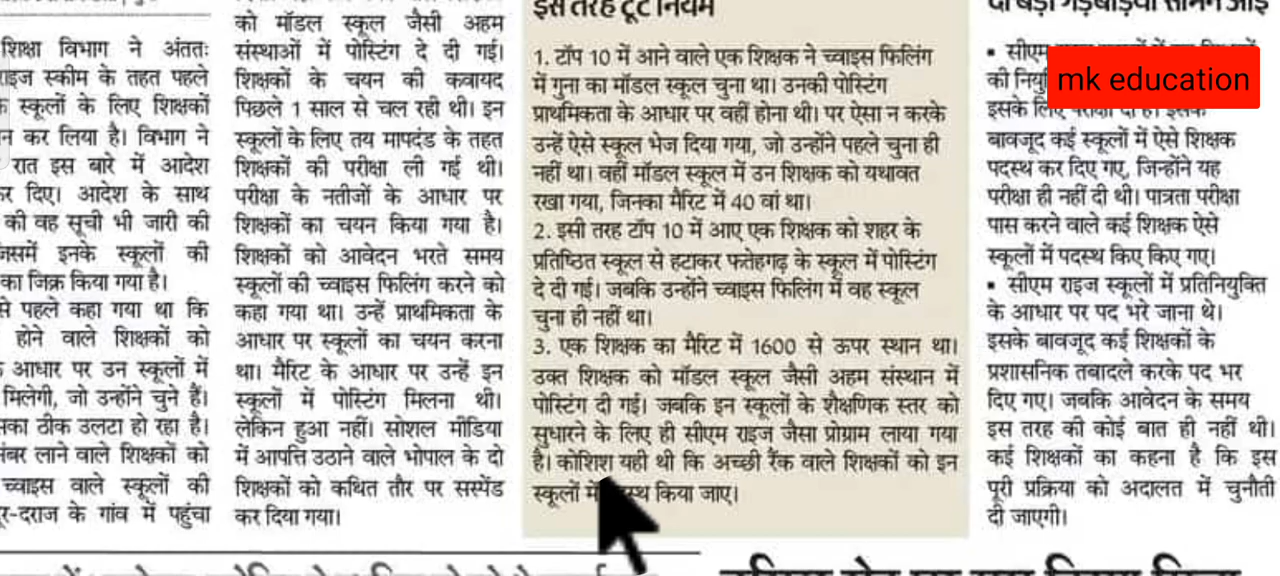 शिक्षा विभाग ने अंततः
राइज स्कीम के तहत पहले
स्कूलों के लिए शिक्षकों
कर लिया है। विभाग ने
रात इस बारे में आदेश
कर दिए। आदेश के साथ
की वह सूची भी जारी की
इनके स्कूलों की
का जिक्र किया गया है।
पहले कहा गया था कि
होने वाले शिक्षकों को
आधार पर उन स्कूलों में
मिलेगी, जो उन्होंने चुने हैं।
ठीक उलटा हो रहा है।
लाने वाले शिक्षकों को
च्वाइस वाले स्कूलों की
दूर-दराज के गांव में पहुंचा
को मॉडल स्कूल जैसी अहम
संस्थाओं में पोस्टिंग दे दी गई।
शिक्षकों के चयन की कवायद
पिछले 1 साल से चल रही थी। इन
स्कूलों के लिए तय मापदंड के तहत
शिक्षकों की परीक्षा ली गई थी।
परीक्षा के नतीजों के आधार पर
शिक्षकों का चयन किया गया है।
शिक्षकों को आवेदन भरते समय
स्कूलों की च्वाइस फिलिंग करने को
कहा गया था। उन्हें प्राथमिकता के
आधार पर स्कूलों का चयन करना
था। मैरिट के आधार पर उन्हें इन
स्कूलों में पोस्टिंग मिलना थी।
लेकिन हुआ नहीं। सोशल मीडिया
में आपत्ति उठाने वाले भोपाल के दो
शिक्षकों को कथित तौर पर सस्पेंड
कर दिया गया।
इस तरह टूटे नियम
1. टॉप 10 में आने वाले एक शिक्षक ने च्वाइस फिलिंग
में गुना का मॉडल स्कूल चुना था। उनकी पोस्टिंग
प्राथमिकता के आधार पर वहीं होना थी। पर ऐसा न करके
उन्हें ऐसे स्कूल भेज दिया गया, जो उन्होंने पहले चुना ही
नहीं था। वहीं मॉडल स्कूल में उन शिक्षक को यथावत
रखा गया, जिनका मैरिट में 40 वां था।
2. इसी तरह टॉप 10 में आए एक शिक्षक को शहर के
प्रतिष्ठित स्कूल से हटाकर फतेहगढ़ के स्कूल में पोस्टिंग
दे दी गई। जबकि उन्होंने च्वाइस फिलिंग में वह स्कूल
चुना ही नहीं था।
3. एक शिक्षक का मैरिट में 1600 से ऊपर स्थान था।
उक्त शिक्षक को मॉडल स्कूल जैसी अहम संस्थान में
पोस्टिंग दी गई। जबकि इन स्कूलों के शैक्षणिक स्तर को
सुधारने के लिए ही सीएम राइज जैसा प्रोग्राम लाया गया
है। कोशिश यही थी कि अच्छी रैंक वाले शिक्षकों को इन
स्कूलों किया जाए।
▪ सीएम
की
mk education
इसके
बावजूद कई स्कूलों में ऐसे शिक्षक
पदस्थ कर दिए गए, जिन्होंने यह
परीक्षा ही नहीं दी थी। पात्रता परीक्षा
पास करने वाले कई शिक्षक ऐसे
स्कूलों में पदस्थ किए किए गए।
▪ सीएम राइज स्कूलों में प्रतिनियुक्ति
के आधार पर पद भरे जाना थे।
इसके बावजूद कई शिक्षकों के
प्रशासनिक तबादले करके पद भर
दिए गए। जबकि आवेदन के समय
इस तरह की कोई बात ही नहीं थी।
कई शिक्षकों का कहना है कि इस
पूरी प्रक्रिया को अदालत में चुनौती
दी जाएगी।